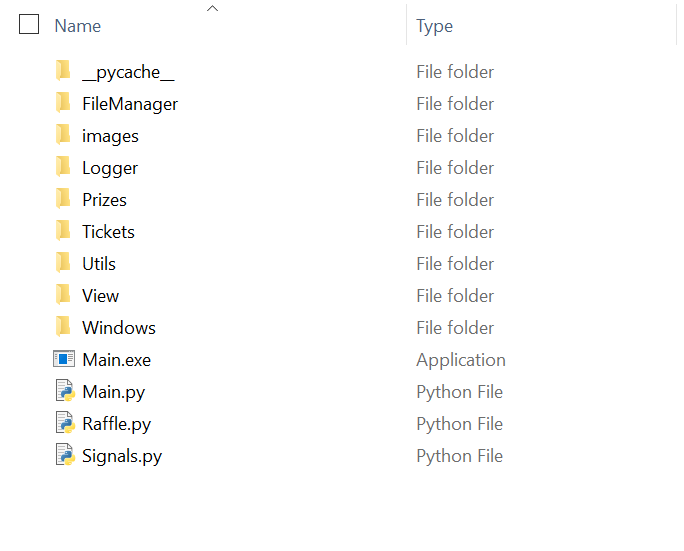 Name Type
__pycache__ File folder
FileManager File folder
images File folder
Logger File folder
Prizes File folder
Tickets File folder
Utils File folder
View File folder
Windows File folder
Main.exe Application
Main.py Python File
Raffle.py Python File
Signals.py Python File